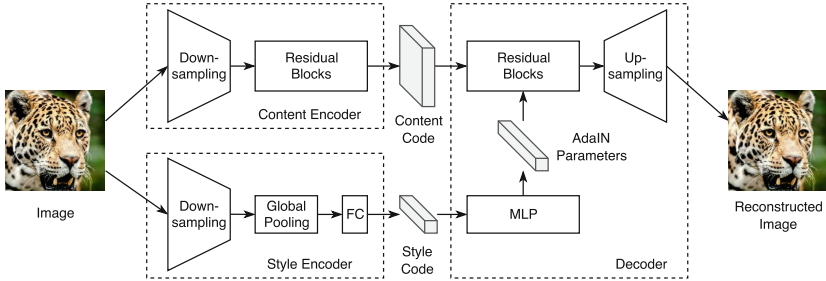 Down-
sampling
Residual
Blocks
Content Encoder
Content
Code
Residual
Blocks
Up-
sampling
AdaIN
Parameters
Image
Down-
sampling
Global
Pooling
FC
Style Encoder
Style
Code
MLP
Decoder
Reconstructed
Image